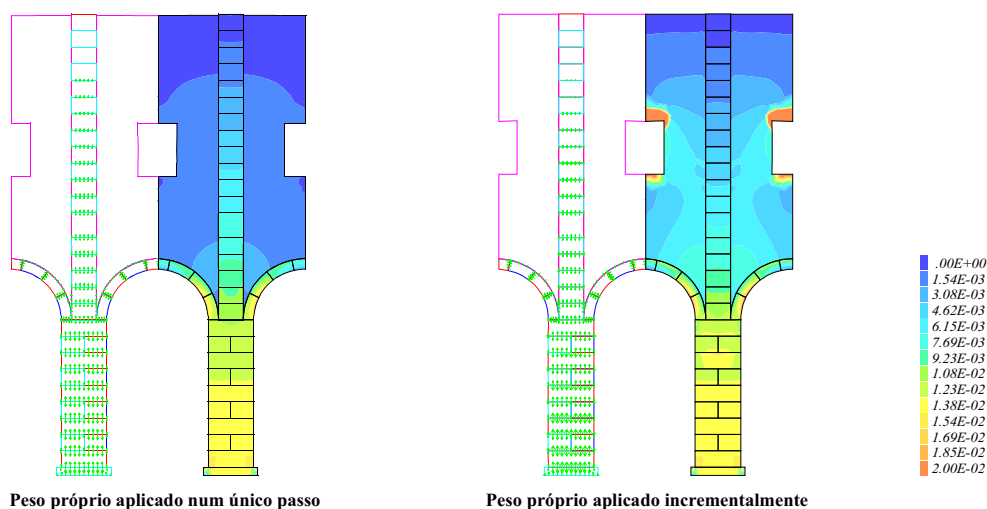 .00E+00
1.54E-03
3.08E-03
4.62E-03
6.15E-03
7.69E-03
9.23E-03
1.08E-02
1.23E-02
1.38E-02
1.54E-02
1.69E-02
1.85E-02
2.00E-02
Peso próprio aplicado num único passo
Peso próprio aplicado incrementalmente